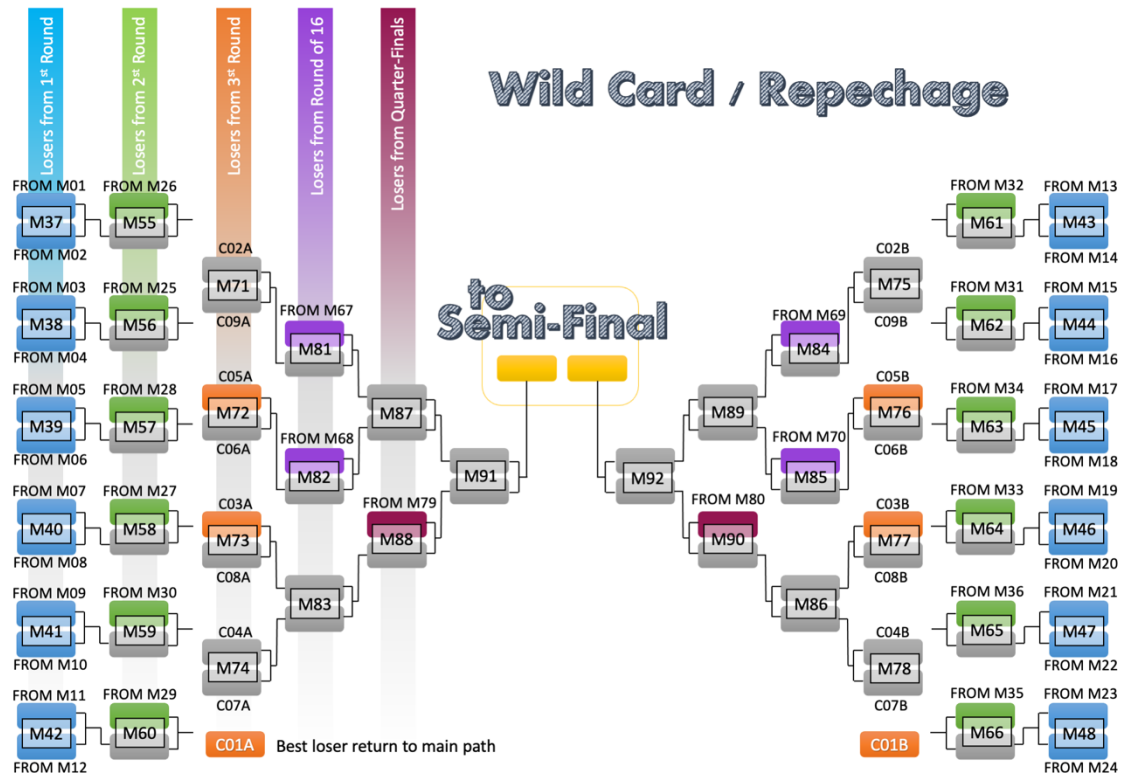 Losers from 1st Round
Losers from 2st Round
Losers from 3st Round
Losers from Round of 16
Losers from Quarter-Finals
Wild Card / Repechage
to
Semi-Final
FROM M01
M37
FROM M02
FROM M03
M38
FROM M04
FROM M05
M39
FROM M06
FROM M07
M40
FROM M08
FROM M09
M41
FROM M10
FROM M11
M42
FROM M12
FROM M26
M55
FROM M25
M56
FROM M28
M57
FROM M27
M58
FROM M30
M59
FROM M29
M60
C02A
M71
C09A
C05A
M72
C06A
C03A
M73
C08A
C04A
M74
C07A
C01A
Best loser return to main path
FROM M67
M81
FROM M68
M82
M83
M87
FROM M79
M88
M91
M92
M89
FROM M80
M90
FROM M69
M84
FROM M70
M85
M86
C02B
M75
C09B
C05B
M76
C06B
C03B
M77
C08B
C04B
M78
C07B
C01B
FROM M32
M61
FROM M31
M62
FROM M34
M63
FROM M33
M64
FROM M36
M65
FROM M35
M66
FROM M13
M43
FROM M14
FROM M15
M44
FROM M16
FROM M17
M45
FROM M18
FROM M19
M46
FROM M20
FROM M21
M47
FROM M22
FROM M23
M48
FROM M24